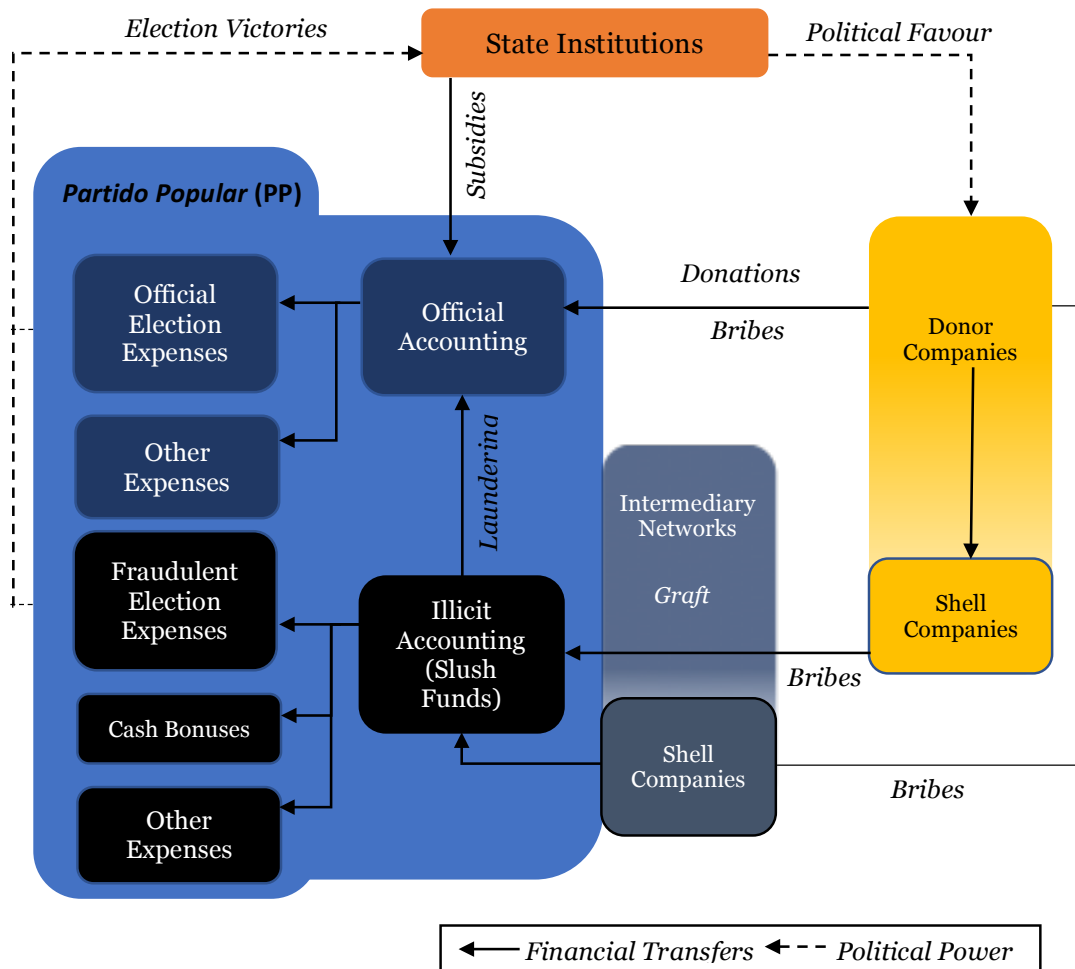 Election Victories
State Institutions
Political Favour
Subsidies
Partido Popular (PP)
Official
Election
Expenses
Official
Accounting
Donations
Bribes
Donor
Companies
Other
Expenses
Laundering
Intermediary
Networks
Graft
Fraudulent
Election
Expenses
Illicit
Accounting
(Slush
Funds)
Shell
Companies
Bribes
Cash Bonuses
Shell
Companies
Bribes
Other
Expenses
Financial Transfers
Political Power